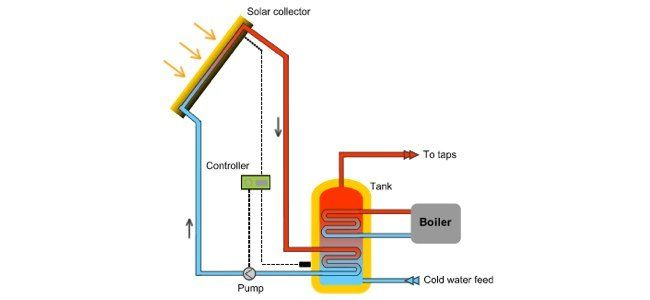 Solar collector
To taps
Controller
Tank
Boiler
Cold water feed
Pump